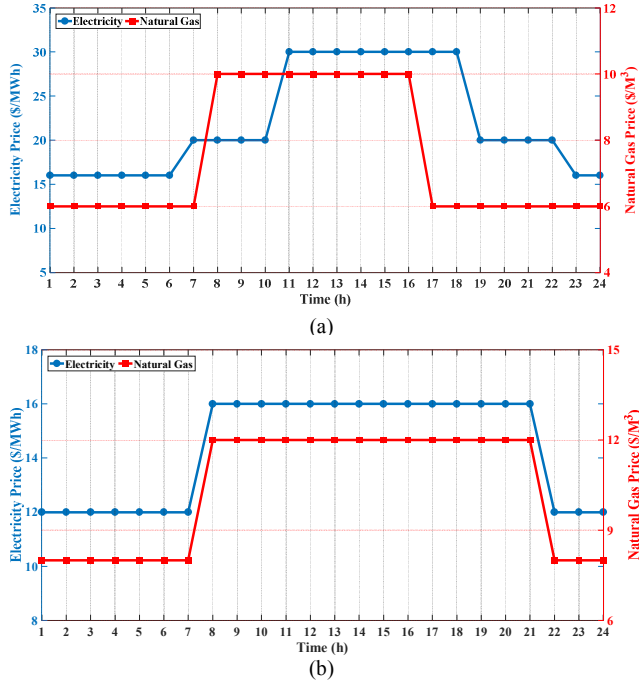 Electricity Natural Gas
35 12
30 10
25
20 8
15 6
10
5 4
Electricity Price ($/MWh)
Natural Gas Price ($/M³)
1 2 3 4 5 6 7 8 9 10 11 12 13 14 15 16 17 18 19 20 21 22 23 24
Time (h)
(a)
Electricity Natural Gas
18 15
16
14 12
12
10 9
8 6
Electricity Price ($/MWh)
Natural Gas Price ($/M³)
1 2 3 4 5 6 7 8 9 10 11 12 13 14 15 16 17 18 19 20 21 22 23 24
Time (h)
(b)